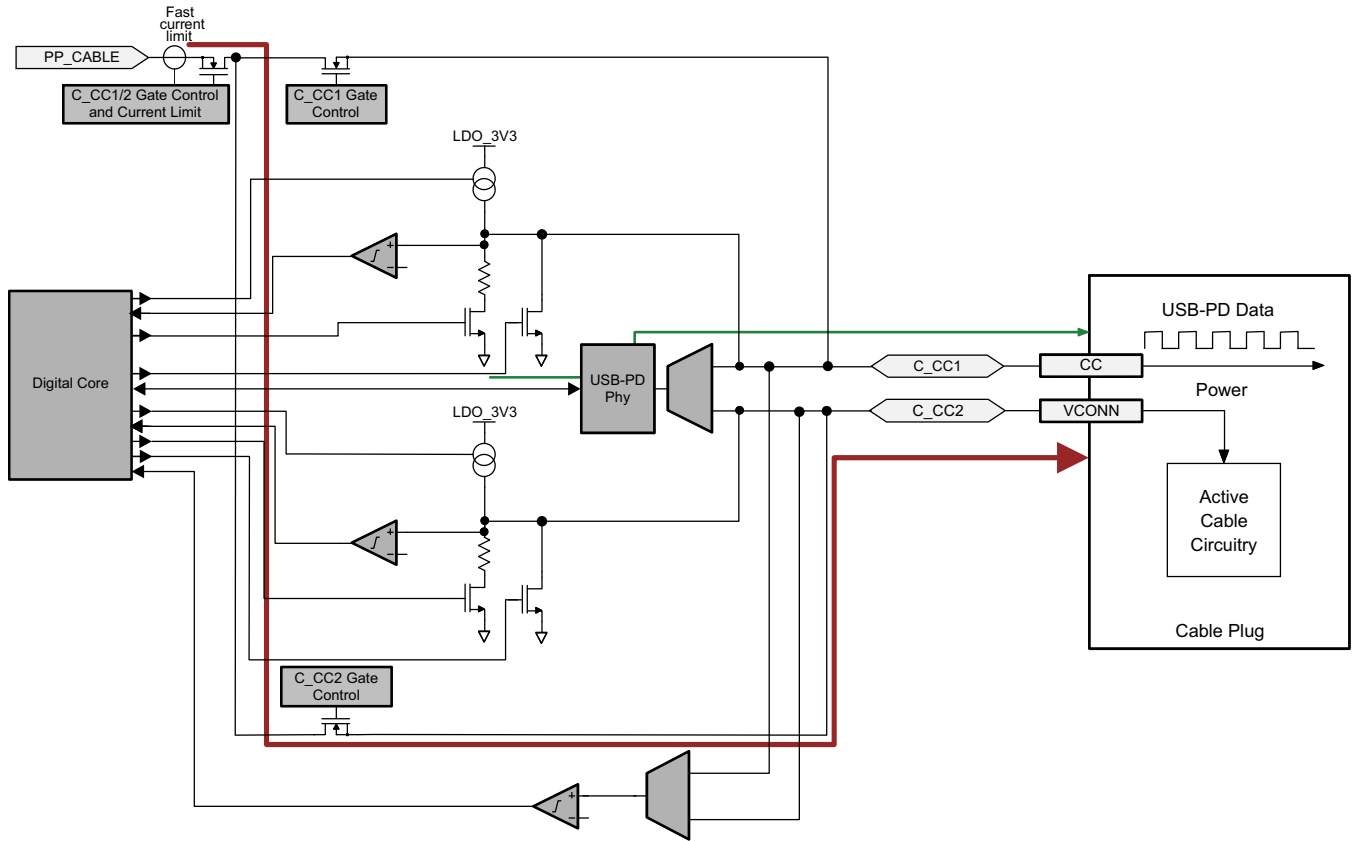 Fast
current
limit
PP_CABLE
C_CC1/2 Gate Control
and Current Limit
C_CC1 Gate
Control
LDO_3V3
+
−
Digital Core
USB-PD
Phy
C_CC1
C_CC2
CC
VCONN
USB-PD Data
Power
Active
Cable
Circuitry
Cable Plug
LDO_3V3
+
−
C_CC2 Gate
Control
+
−